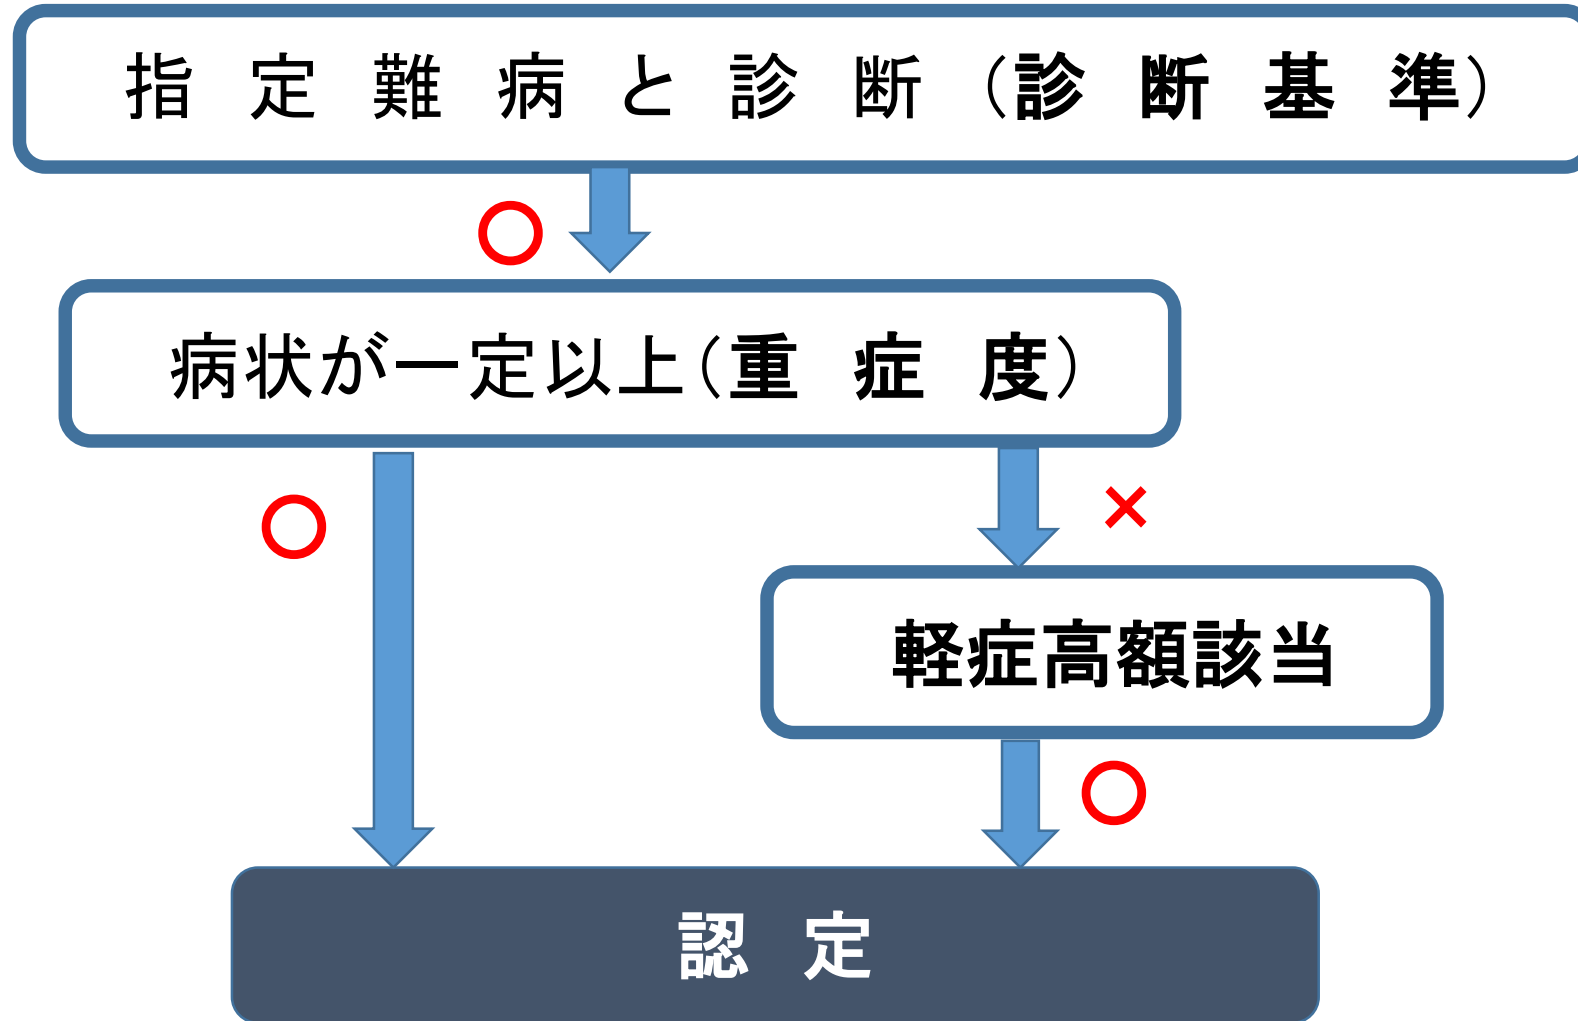 指定難病と診断（診断基準）
○
病状が一定以上（重症度）
○
×
軽症高額該当
○
認定